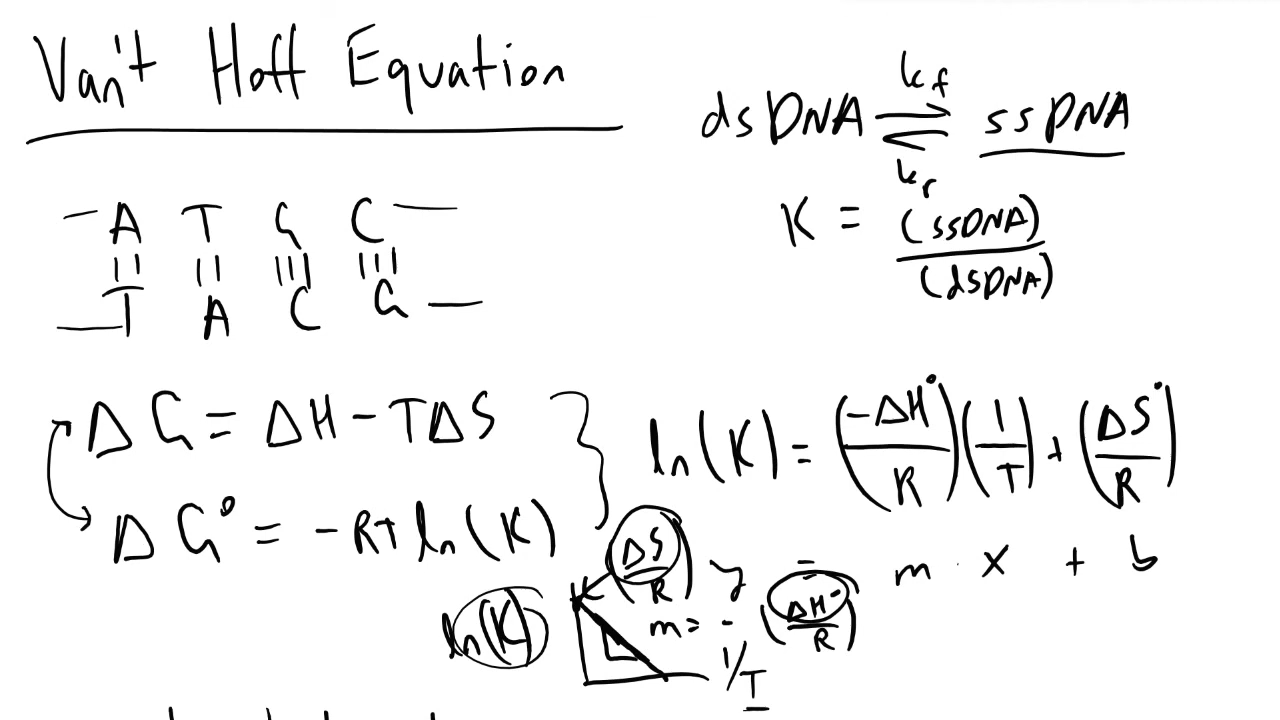 Van't Hoff Equation
dsDNA ⇌ ssDNA
kf
kr
K = (ssDNA) / (dsDNA)
A T G C
T A C G
ΔG = ΔH - TΔS
ΔG° = -RT ln(K)
ln(K) = (-ΔH°/R)(1/T) + (ΔS°/R)
y = m · x + b
(ΔS/R)
ln(K)
m = -(ΔH°/R)
1/T